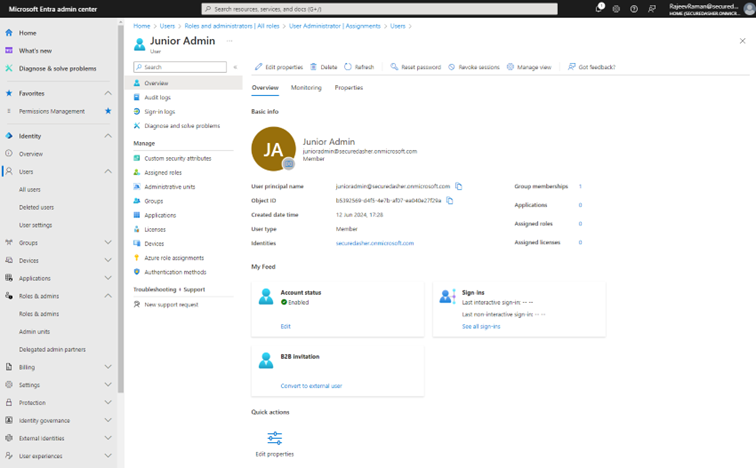 Microsoft Entra admin center
Search resources, services, and docs (G+/)
1
RajeevRaman@secured...
HOME (SECUREDASHER.ONMICR...
Home
What's new
Diagnose & solve problems
Favorites
Permissions Management
Identity
Overview
Users
All users
Deleted users
User settings
Groups
Devices
Applications
Roles & admins
Roles & admins
Admin units
Delegated admin partners
Billing
Settings
Protection
Identity governance
External Identities
User experiences
Home > Users > Roles and administrators | All roles > User Administrator | Assignments > Users >
Junior Admin ...
User
Search
Overview
Audit logs
Sign-in logs
Diagnose and solve problems
Manage
Custom security attributes
Assigned roles
Administrative units
Groups
Applications
Licenses
Devices
Azure role assignments
Authentication methods
Troubleshooting + Support
New support request
Edit properties Delete Refresh Reset password Revoke sessions Manage view Got feedback?
Overview Monitoring Properties
Basic info
JA
Junior Admin
junioradmin@securedasher.onmicrosoft.com
Member
User principal name junioradmin@securedasher.onmicrosoft.com
Object ID b5392569-d4f5-4e7b-af07-ea040e27f29a
Created date time 12 Jun 2024, 17:28
User type Member
Identities securedasher.onmicrosoft.com
Group memberships 1
Applications 0
Assigned roles 0
Assigned licenses 0
My Feed
Account status
Enabled
Edit
Sign-ins
Last interactive sign-in: -- --
Last non-interactive sign-in: -- --
See all sign-ins
B2B invitation
Convert to external user
Quick actions
Edit properties